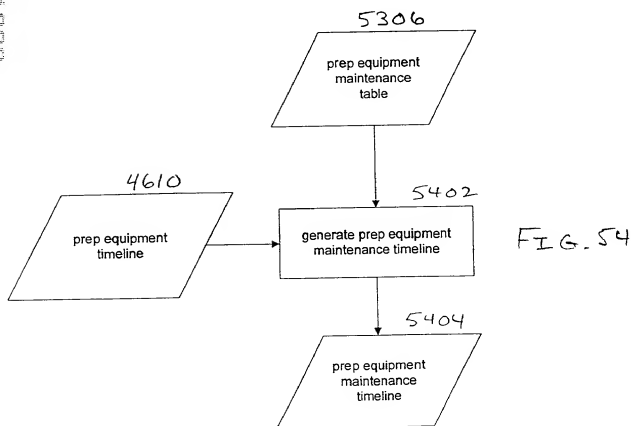 5306
prep equipment
maintenance
table
4610
prep equipment
timeline
5402
generate prep equipment
maintenance timeline
FIG. 54
5404
prep equipment
maintenance
timeline